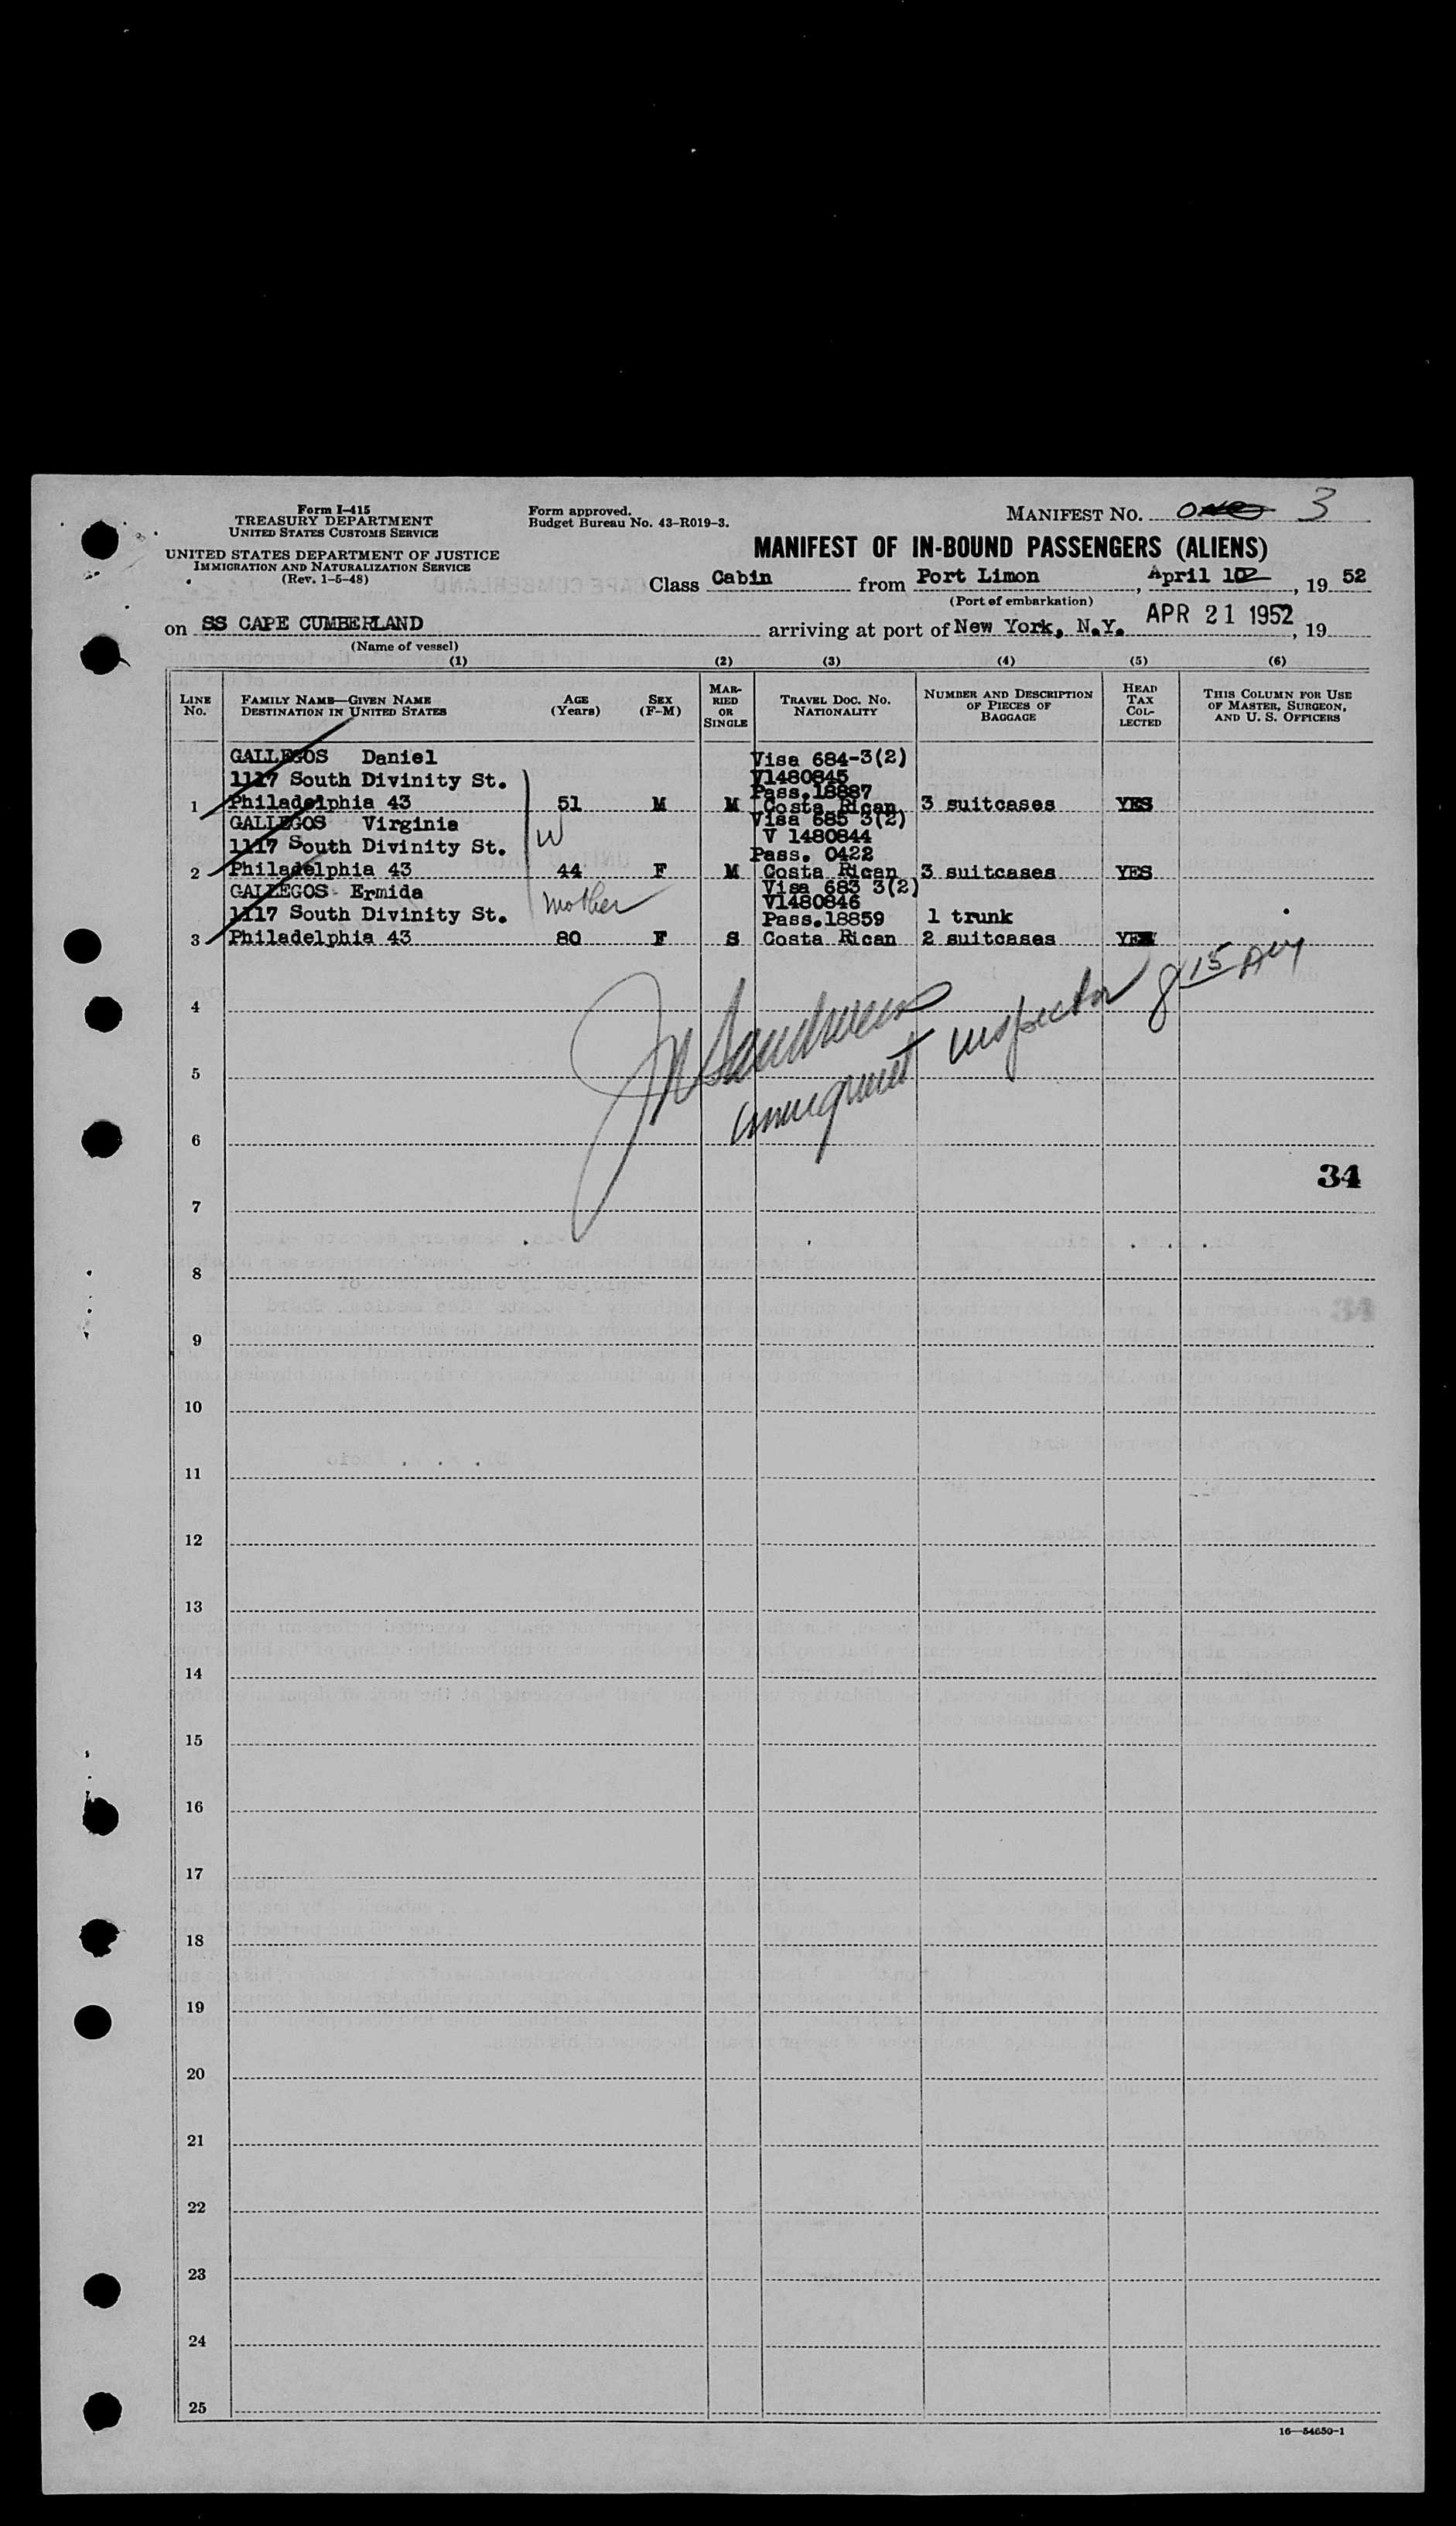 Form I-415
TREASURY DEPARTMENT
UNITED STATES CUSTOMS SERVICE
UNITED STATES DEPARTMENT OF JUSTICE
IMMIGRATION AND NATURALIZATION SERVICE
(Rev. 1-5-48)
Form approved.
Budget Bureau No. 43-R019-3.
MANIFEST NO. 3
MANIFEST OF IN-BOUND PASSENGERS (ALIENS)
Class Cabin from Port Limon, April, 19 52
(Port of embarkation)
on SS CAPE CUMBERLAND arriving at port of New York, N.Y. APR 21 1952, 19
(Name of vessel)
(1) (2) (3) (4) (5) (6)
LINE No. FAMILY NAME—GIVEN NAME DESTINATION IN UNITED STATES AGE (Years) SEX (F-M) MARRIED OR SINGLE TRAVEL DOC. NO. NATIONALITY NUMBER AND DESCRIPTION OF PIECES OF BAGGAGE HEAD TAX COLLECTED THIS COLUMN FOR USE OF MASTER, SURGEON, AND U. S. OFFICERS
GALLEGOS Daniel Visa 684-3(2)
1117 South Divinity St. V1480845
Pass.18887
1 Philadelphia 43 51 M M Costa Rican 3 suitcases YES
GALLEGOS Virginia Visa 685 3(2)
1117 South Divinity St. W V 1480844
Pass. 0422
2 Philadelphia 43 44 F M Costa Rican 3 suitcases YES
GALLEGOS Ermida Visa 683 3(2)
mother V1480846
1117 South Divinity St. Pass.18859 1 trunk
3 Philadelphia 43 80 F S Costa Rican 2 suitcases YES
4
immigrant inspector 8 15
5
6
34
7
8
9
10
11
12
13
14
15
16
17
18
19
20
21
22
23
24
25
16—54650-1